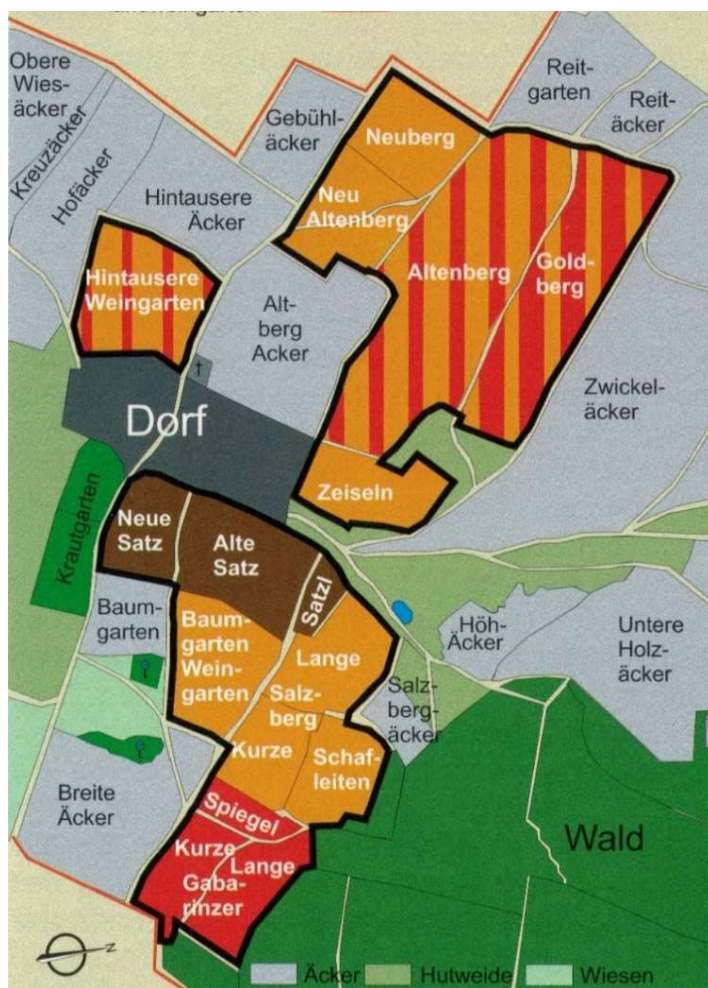 Obere
Wies-
äcker
Kreuzäcker
Hofäcker
Hintausere
Äcker
Gebühl-
äcker
Reit-
garten
Reit-
äcker
Neuberg
Neu
Altenberg
Altenberg
Gold-
berg
Hintausere
Weingarten
Alt-
berg
Acker
Zwickel-
äcker
Dorf
Zeiseln
Krautgarten
Neue
Satz
Alte
Satz
Satzl
Baum-
garten
Baum-
garten
Wein-
garten
Lange
Salz-
berg
Kurze
Schaf-
leiten
Salz-
berg-
äcker
Höh-
Äcker
Untere
Holz-
äcker
Breite
Äcker
Spiegel
Kurze
Lange
Gaba-
rinzer
Wald
N
Äcker
Hutweide
Wiesen